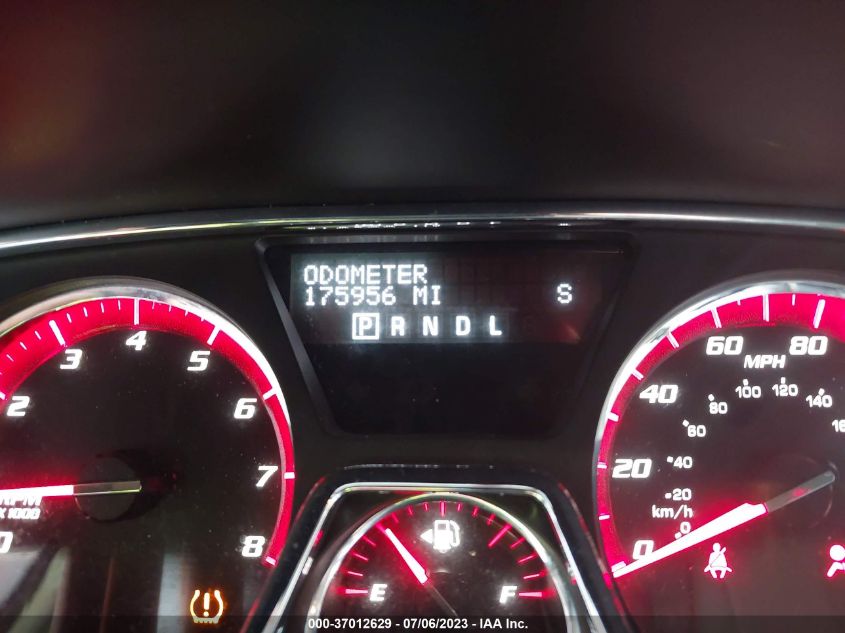 ODOMETER
175956 MI S
P R N D L
2 3 4 5 6 7 8
RPM
X 1000
0
20 40 60 80
MPH
0 20 40 60 80 100 120 140
km/h
E F
000-37012629 - 07/06/2023 - IAA Inc.